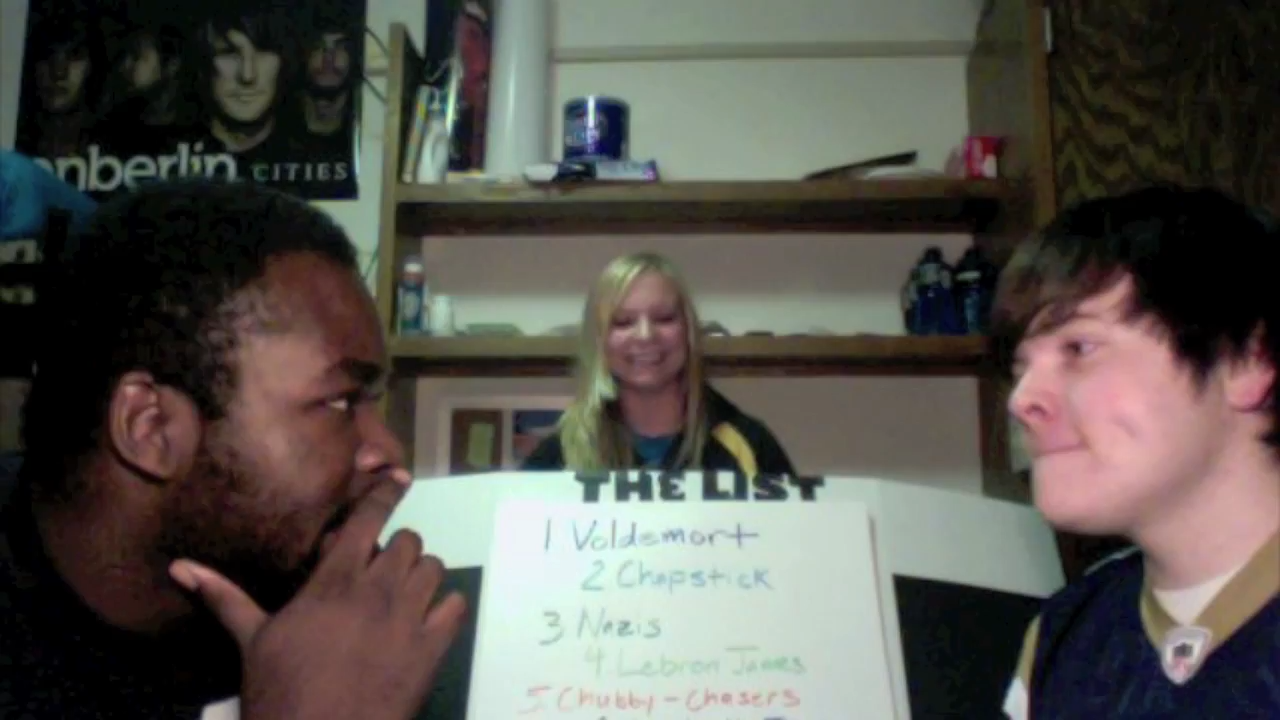 nberlin CITIES
THE LIST
1 Voldemort
2 Chapstick
3 Nazis
4 Lebron James
5. Chubby-Chasers